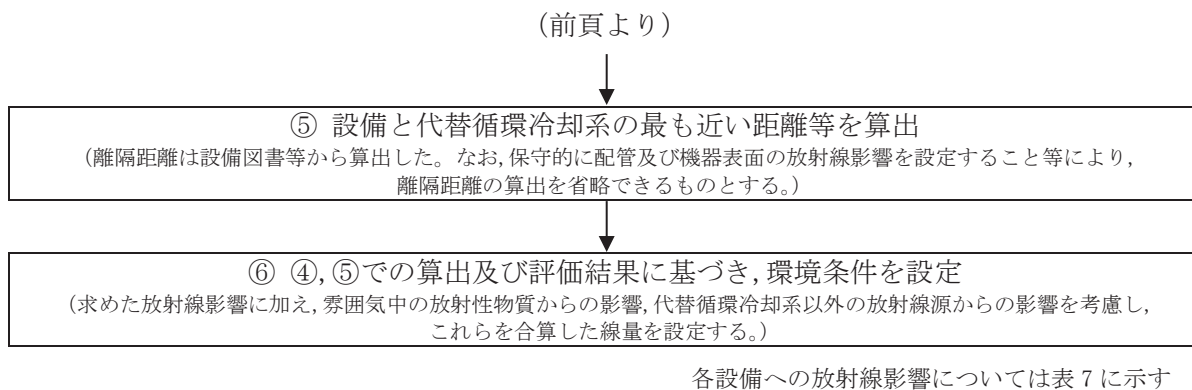 (前頁より)
⑤ 設備と代替循環冷却系の最も近い距離等を算出
(離隔距離は設備図書等から算出した。なお,保守的に配管及び機器表面の放射線影響を設定すること等により,
離隔距離の算出を省略できるものとする。)
⑥ ④,⑤での算出及び評価結果に基づき,環境条件を設定
(求めた放射線影響に加え,雰囲気中の放射性物質からの影響,代替循環冷却系以外の放射線源からの影響を考慮し,
これらを合算した線量を設定する。)
各設備への放射線影響については表 7 に示す